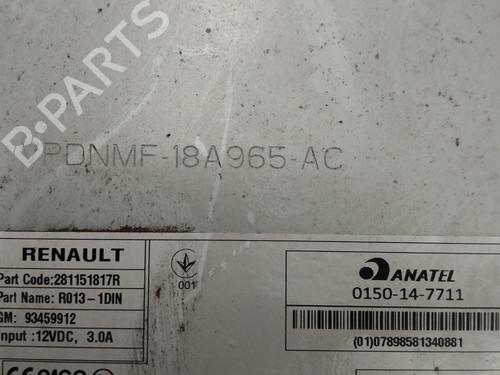 B-PARTS
PDNMF-18A965-AC
RENAULT
Part Code:281151817R
Part Name: R013-1DIN
GM: 93459912
Input :12VDC, 3.0A
001
ANATEL
0150-14-7711
(01)07898581340881